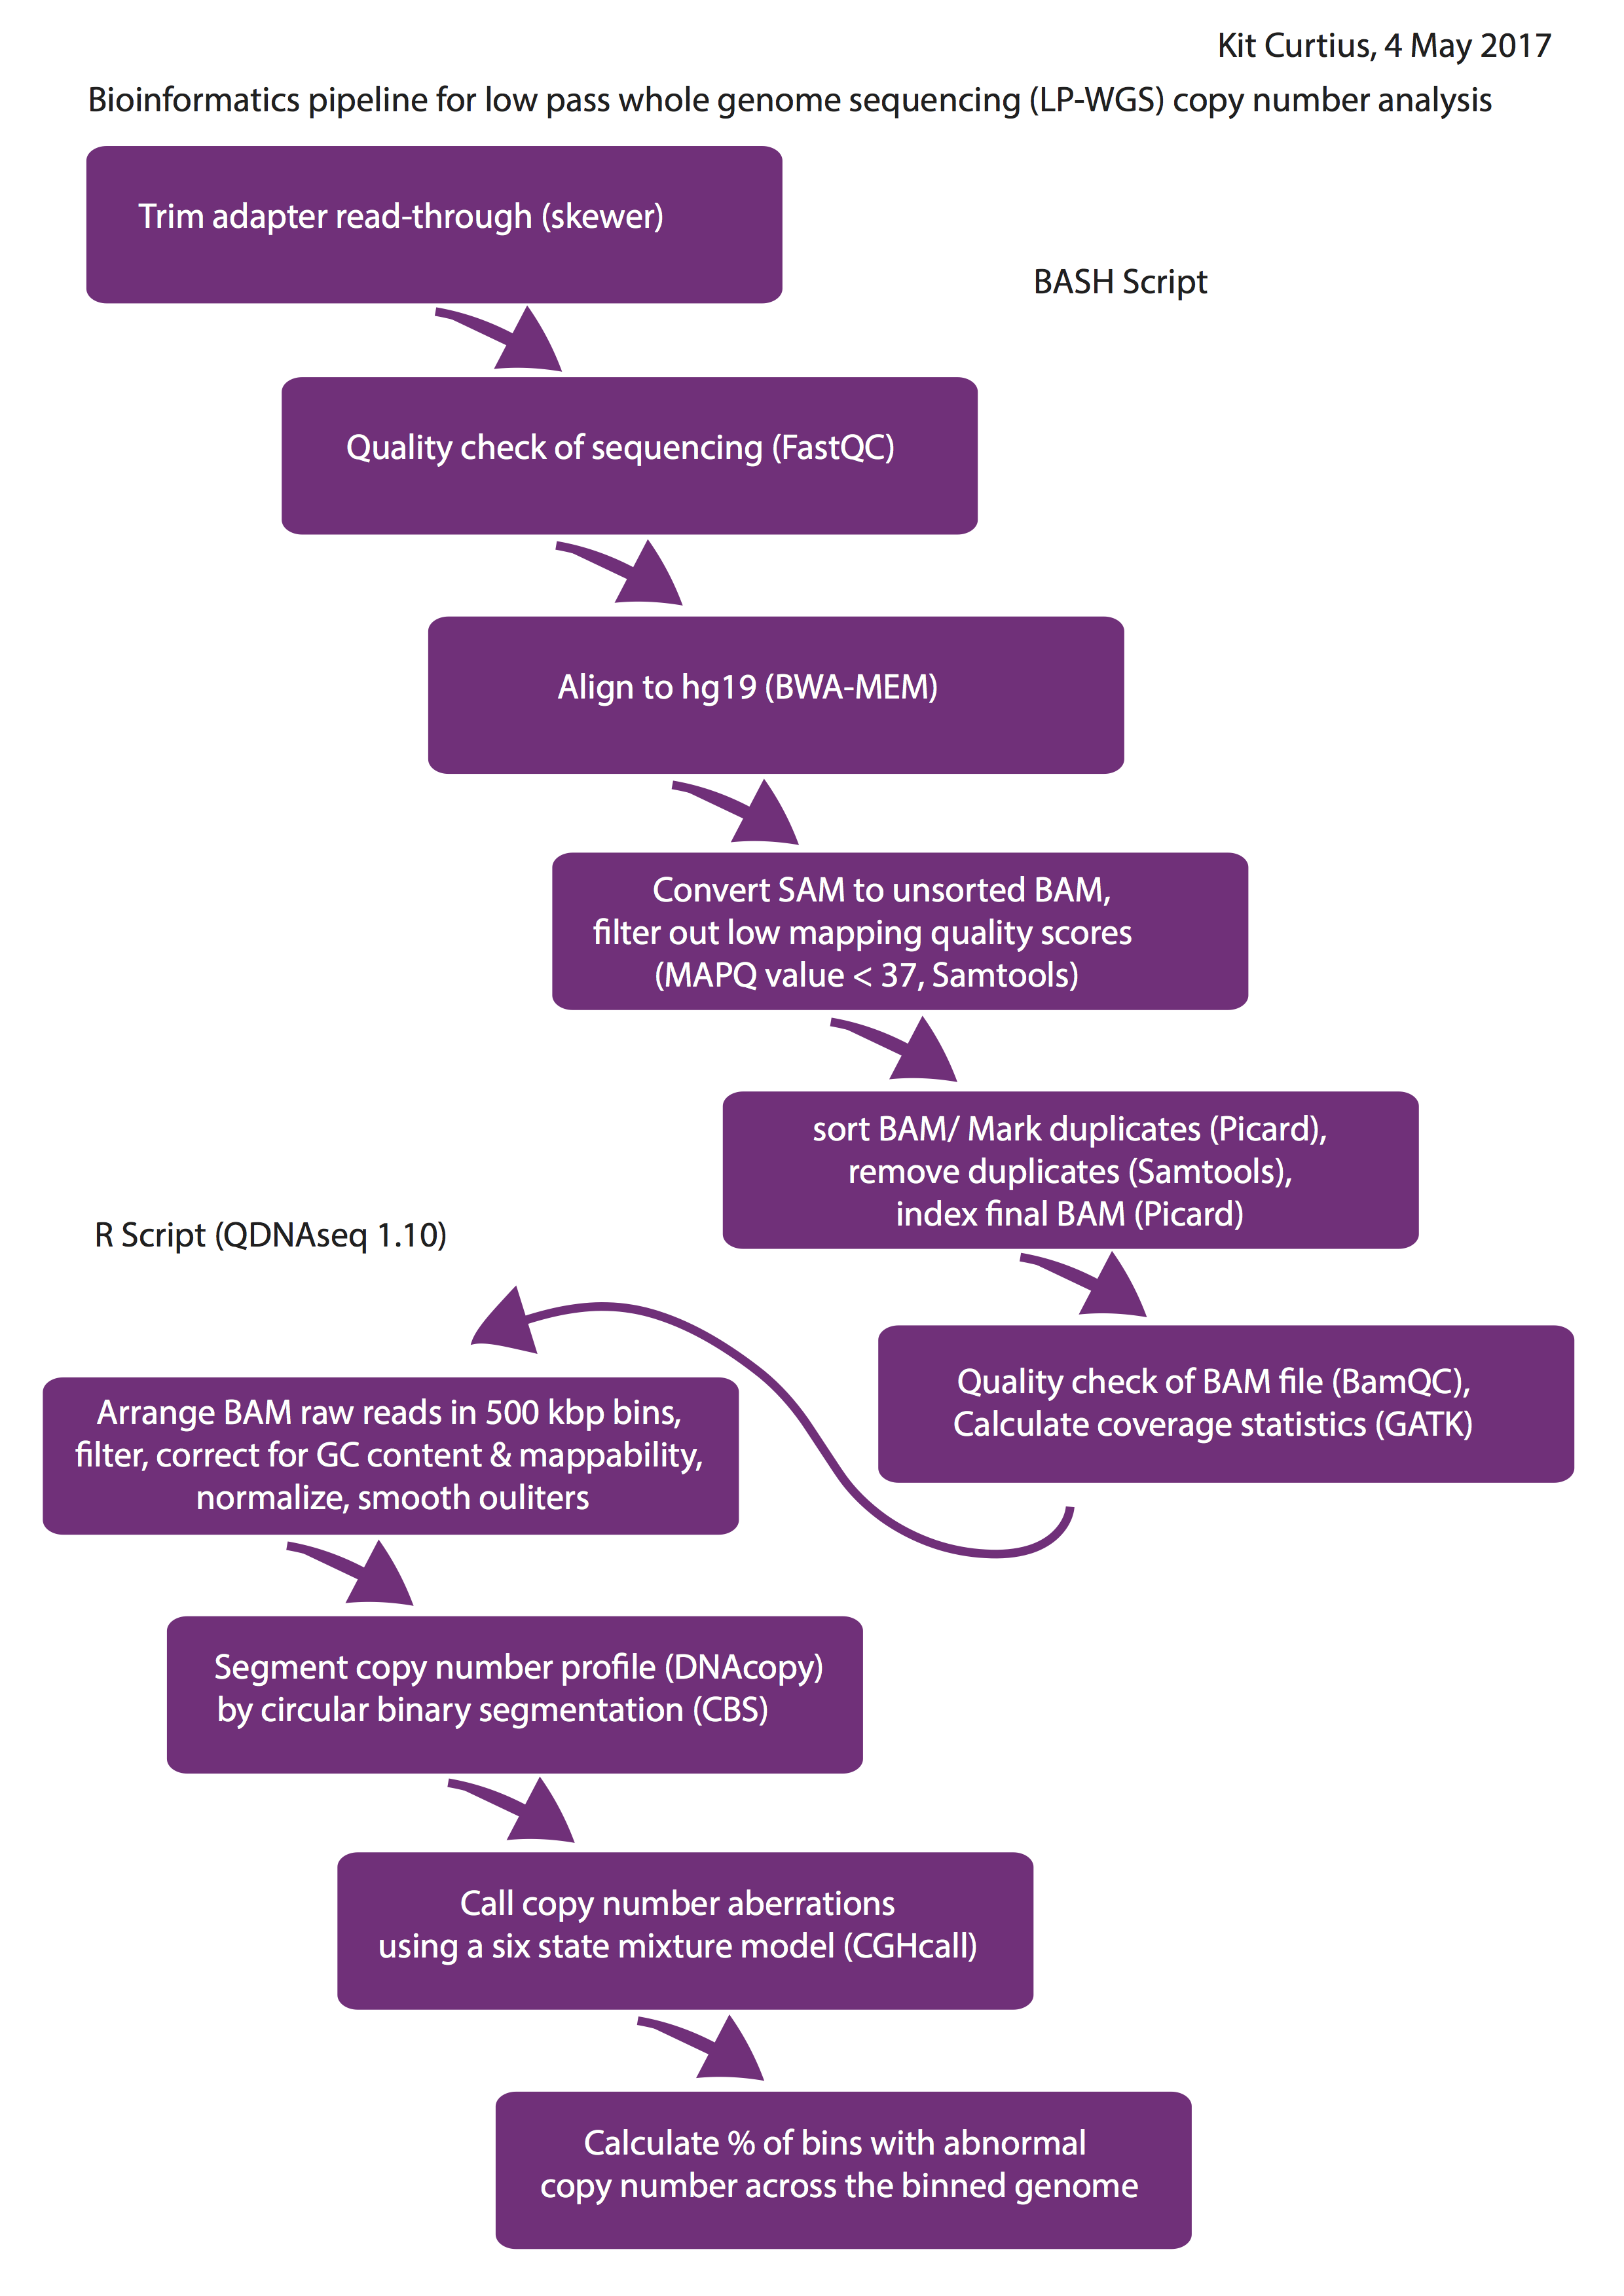 Kit Curtius, 4 May 2017
Bioinformatics pipeline for low pass whole genome sequencing (LP-WGS) copy number analysis
Trim adapter read-through (skewer)
BASH Script
Quality check of sequencing (FastQC)
Align to hg19 (BWA-MEM)
Convert SAM to unsorted BAM,
filter out low mapping quality scores
(MAPQ value < 37, Samtools)
sort BAM/ Mark duplicates (Picard),
remove duplicates (Samtools),
index final BAM (Picard)
Quality check of BAM file (BamQC),
Calculate coverage statistics (GATK)
R Script (QDNAseq 1.10)
Arrange BAM raw reads in 500 kbp bins,
filter, correct for GC content & mappability,
normalize, smooth ouliters
Segment copy number profile (DNAcopy)
by circular binary segmentation (CBS)
Call copy number aberrations
using a six state mixture model (CGHcall)
Calculate % of bins with abnormal
copy number across the binned genome